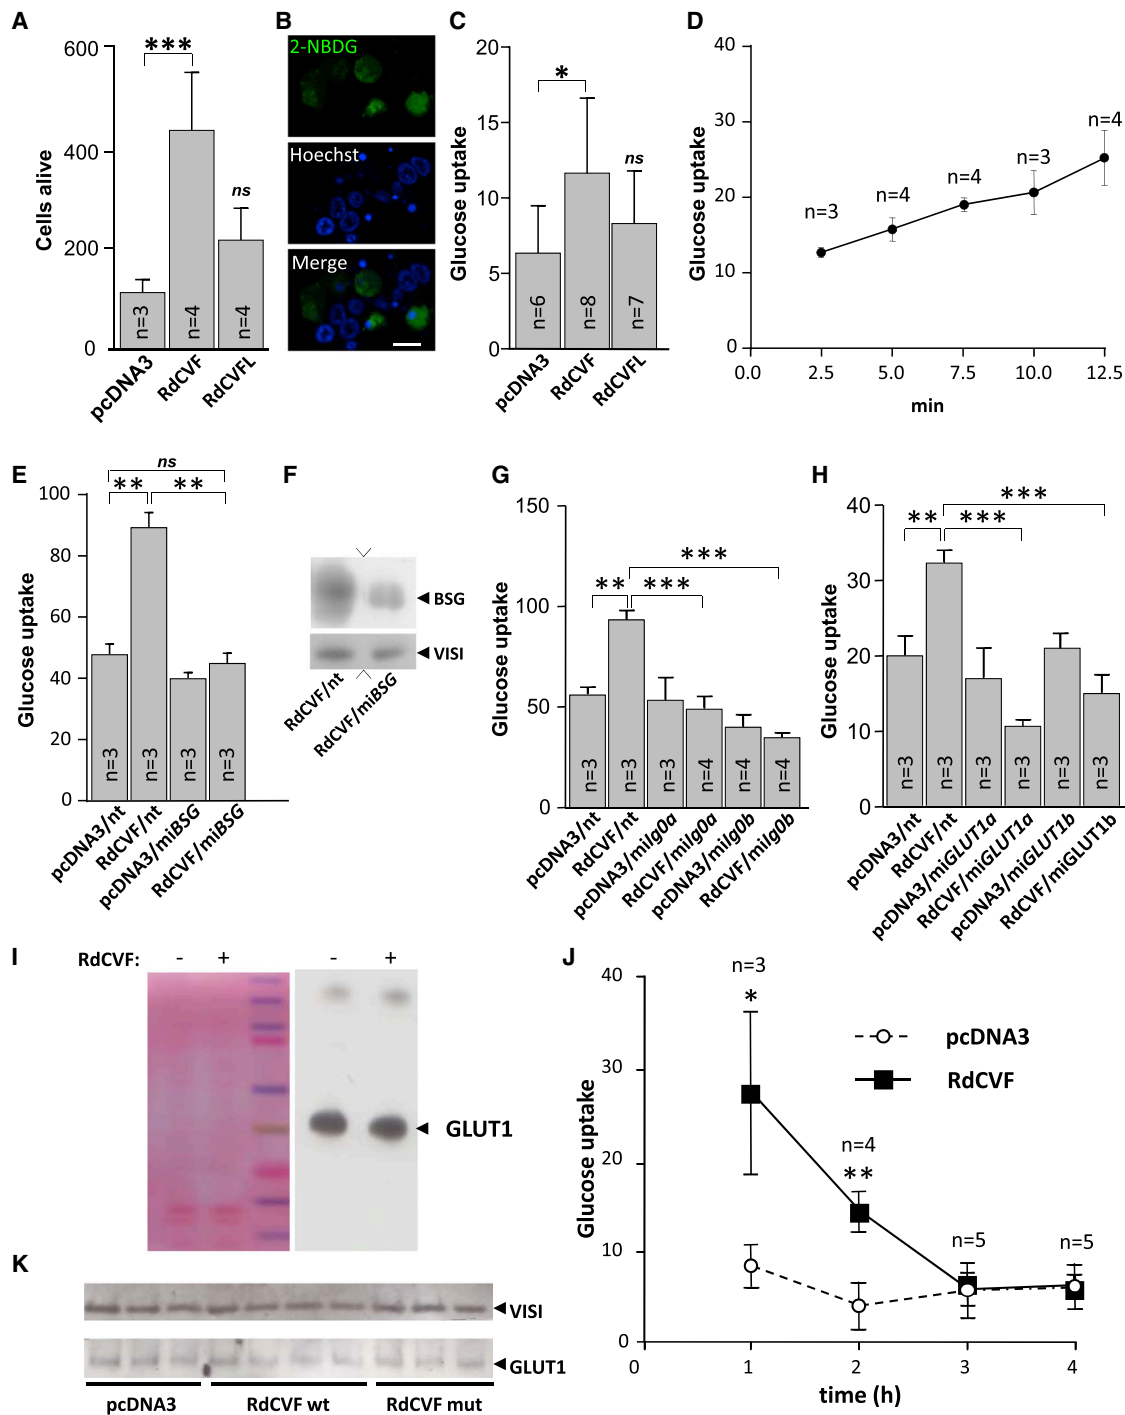 A
600
400
200
0
Cells alive
***
ns
n=3
n=4
n=4
pcDNA3
RdCVF
RdCVFL
B
2-NBDG
Hoechst
Merge
C
20
15
10
5
0
Glucose uptake
*
ns
n=6
n=8
n=7
pcDNA3
RdCVF
RdCVFL
D
40
30
20
10
0
Glucose uptake
n=3
n=4
n=4
n=3
n=4
0.0
2.5
5.0
7.5
10.0
12.5
min
E
100
80
60
40
20
0
Glucose uptake
ns
**
**
n=3
n=3
n=3
n=3
pcDNA3/nt
RdCVF/nt
pcDNA3/miBSG
RdCVF/miBSG
F
BSG
VISI
RdCVF/nt
RdCVF/miBSG
G
150
100
50
0
Glucose uptake
***
**
***
n=3
n=3
n=3
n=4
n=4
n=4
pcDNA3/nt
RdCVF/nt
pcDNA3/milg0a
RdCVF/milg0a
pcDNA3/milg0b
RdCVF/milg0b
H
40
30
20
10
0
Glucose uptake
***
**
***
n=3
n=3
n=3
n=3
n=3
n=3
pcDNA3/nt
RdCVF/nt
pcDNA3/miGLUT1a
RdCVF/miGLUT1a
pcDNA3/miGLUT1b
RdCVF/miGLUT1b
I
RdCVF:
-
+
-
+
GLUT1
J
40
30
20
10
0
Glucose uptake
n=3
*
n=4
**
n=5
n=5
pcDNA3
RdCVF
0
1
2
3
4
time (h)
K
VISI
GLUT1
pcDNA3
RdCVF wt
RdCVF mut